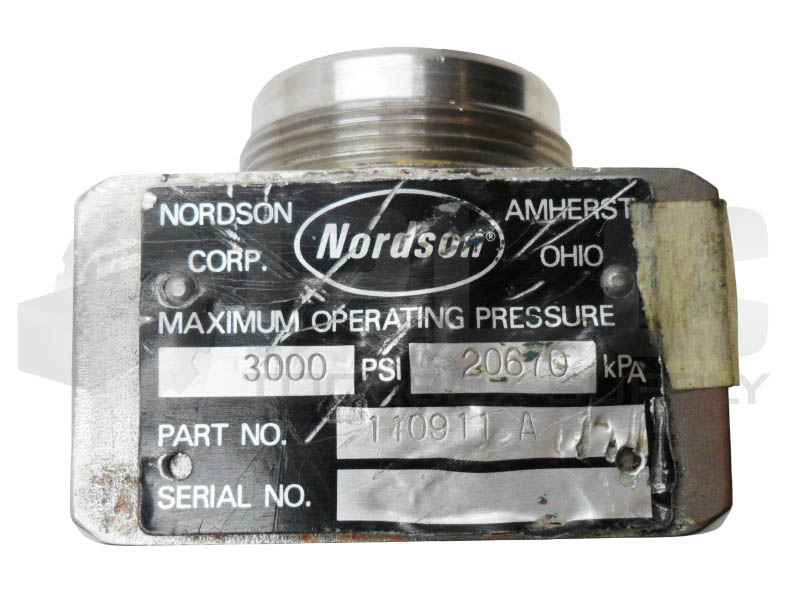 NORDSON Nordson® AMHERST
CORP. OHIO
MAXIMUM OPERATING PRESSURE
3000 PSI 20670 kPA
PART NO. 110911 A
SERIAL NO.